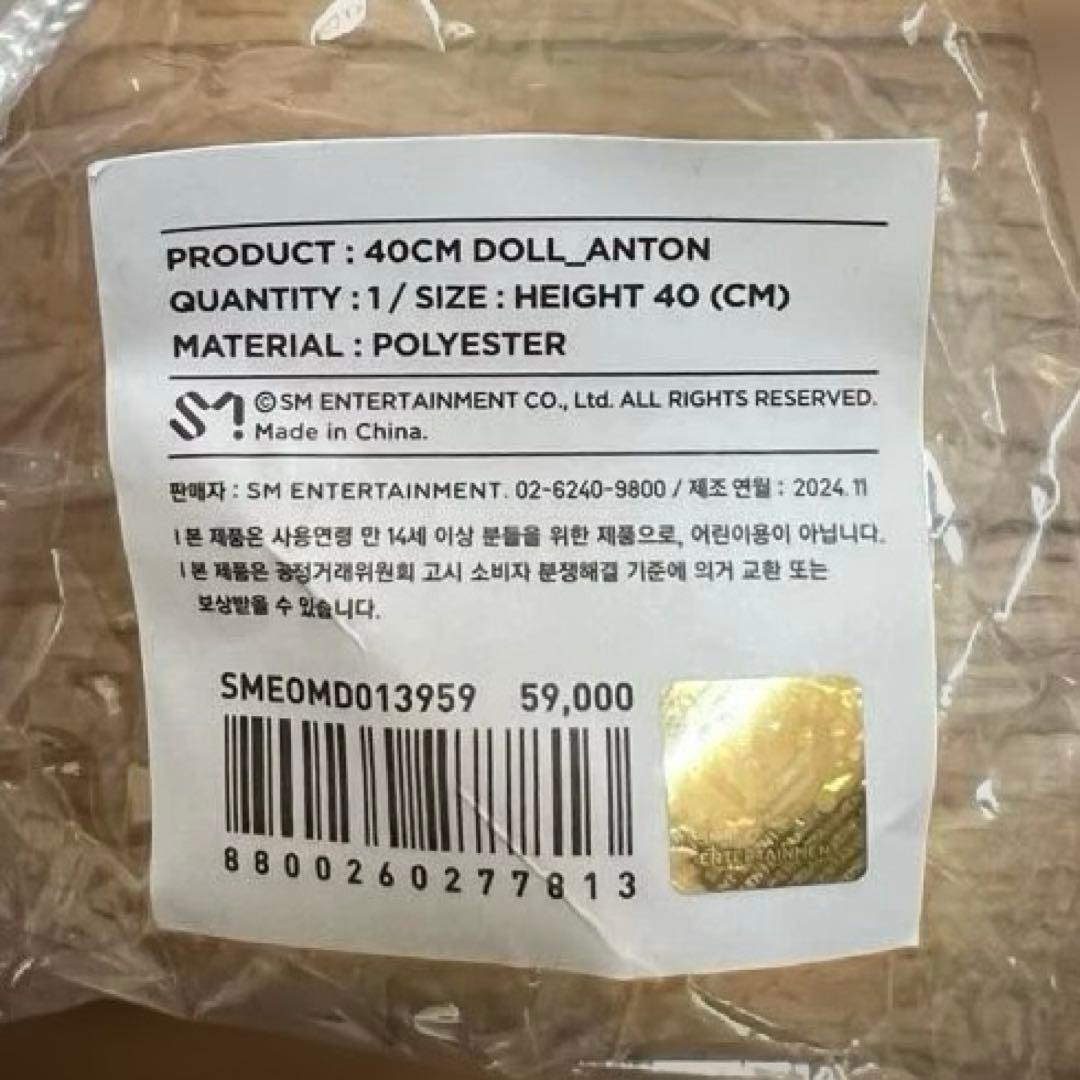 PRODUCT : 40CM DOLL_ANTON
QUANTITY : 1 / SIZE : HEIGHT 40 (CM)
MATERIAL : POLYESTER
SM
©SM ENTERTAINMENT CO., Ltd. ALL RIGHTS RESERVED.
Made in China.
판매자 : SM ENTERTAINMENT. 02-6240-9800 / 제조 연월 : 2024. 11
l 본 제품은 사용연령 만 14세 이상 분들을 위한 제품으로, 어린이용이 아닙니다.
l 본 제품은 공정거래위원회 고시 소비자 분쟁해결 기준에 의거 교환 또는
보상받을 수 있습니다.
SMEOMD013959 59,000
8800260277813
ENTERTAINMENT